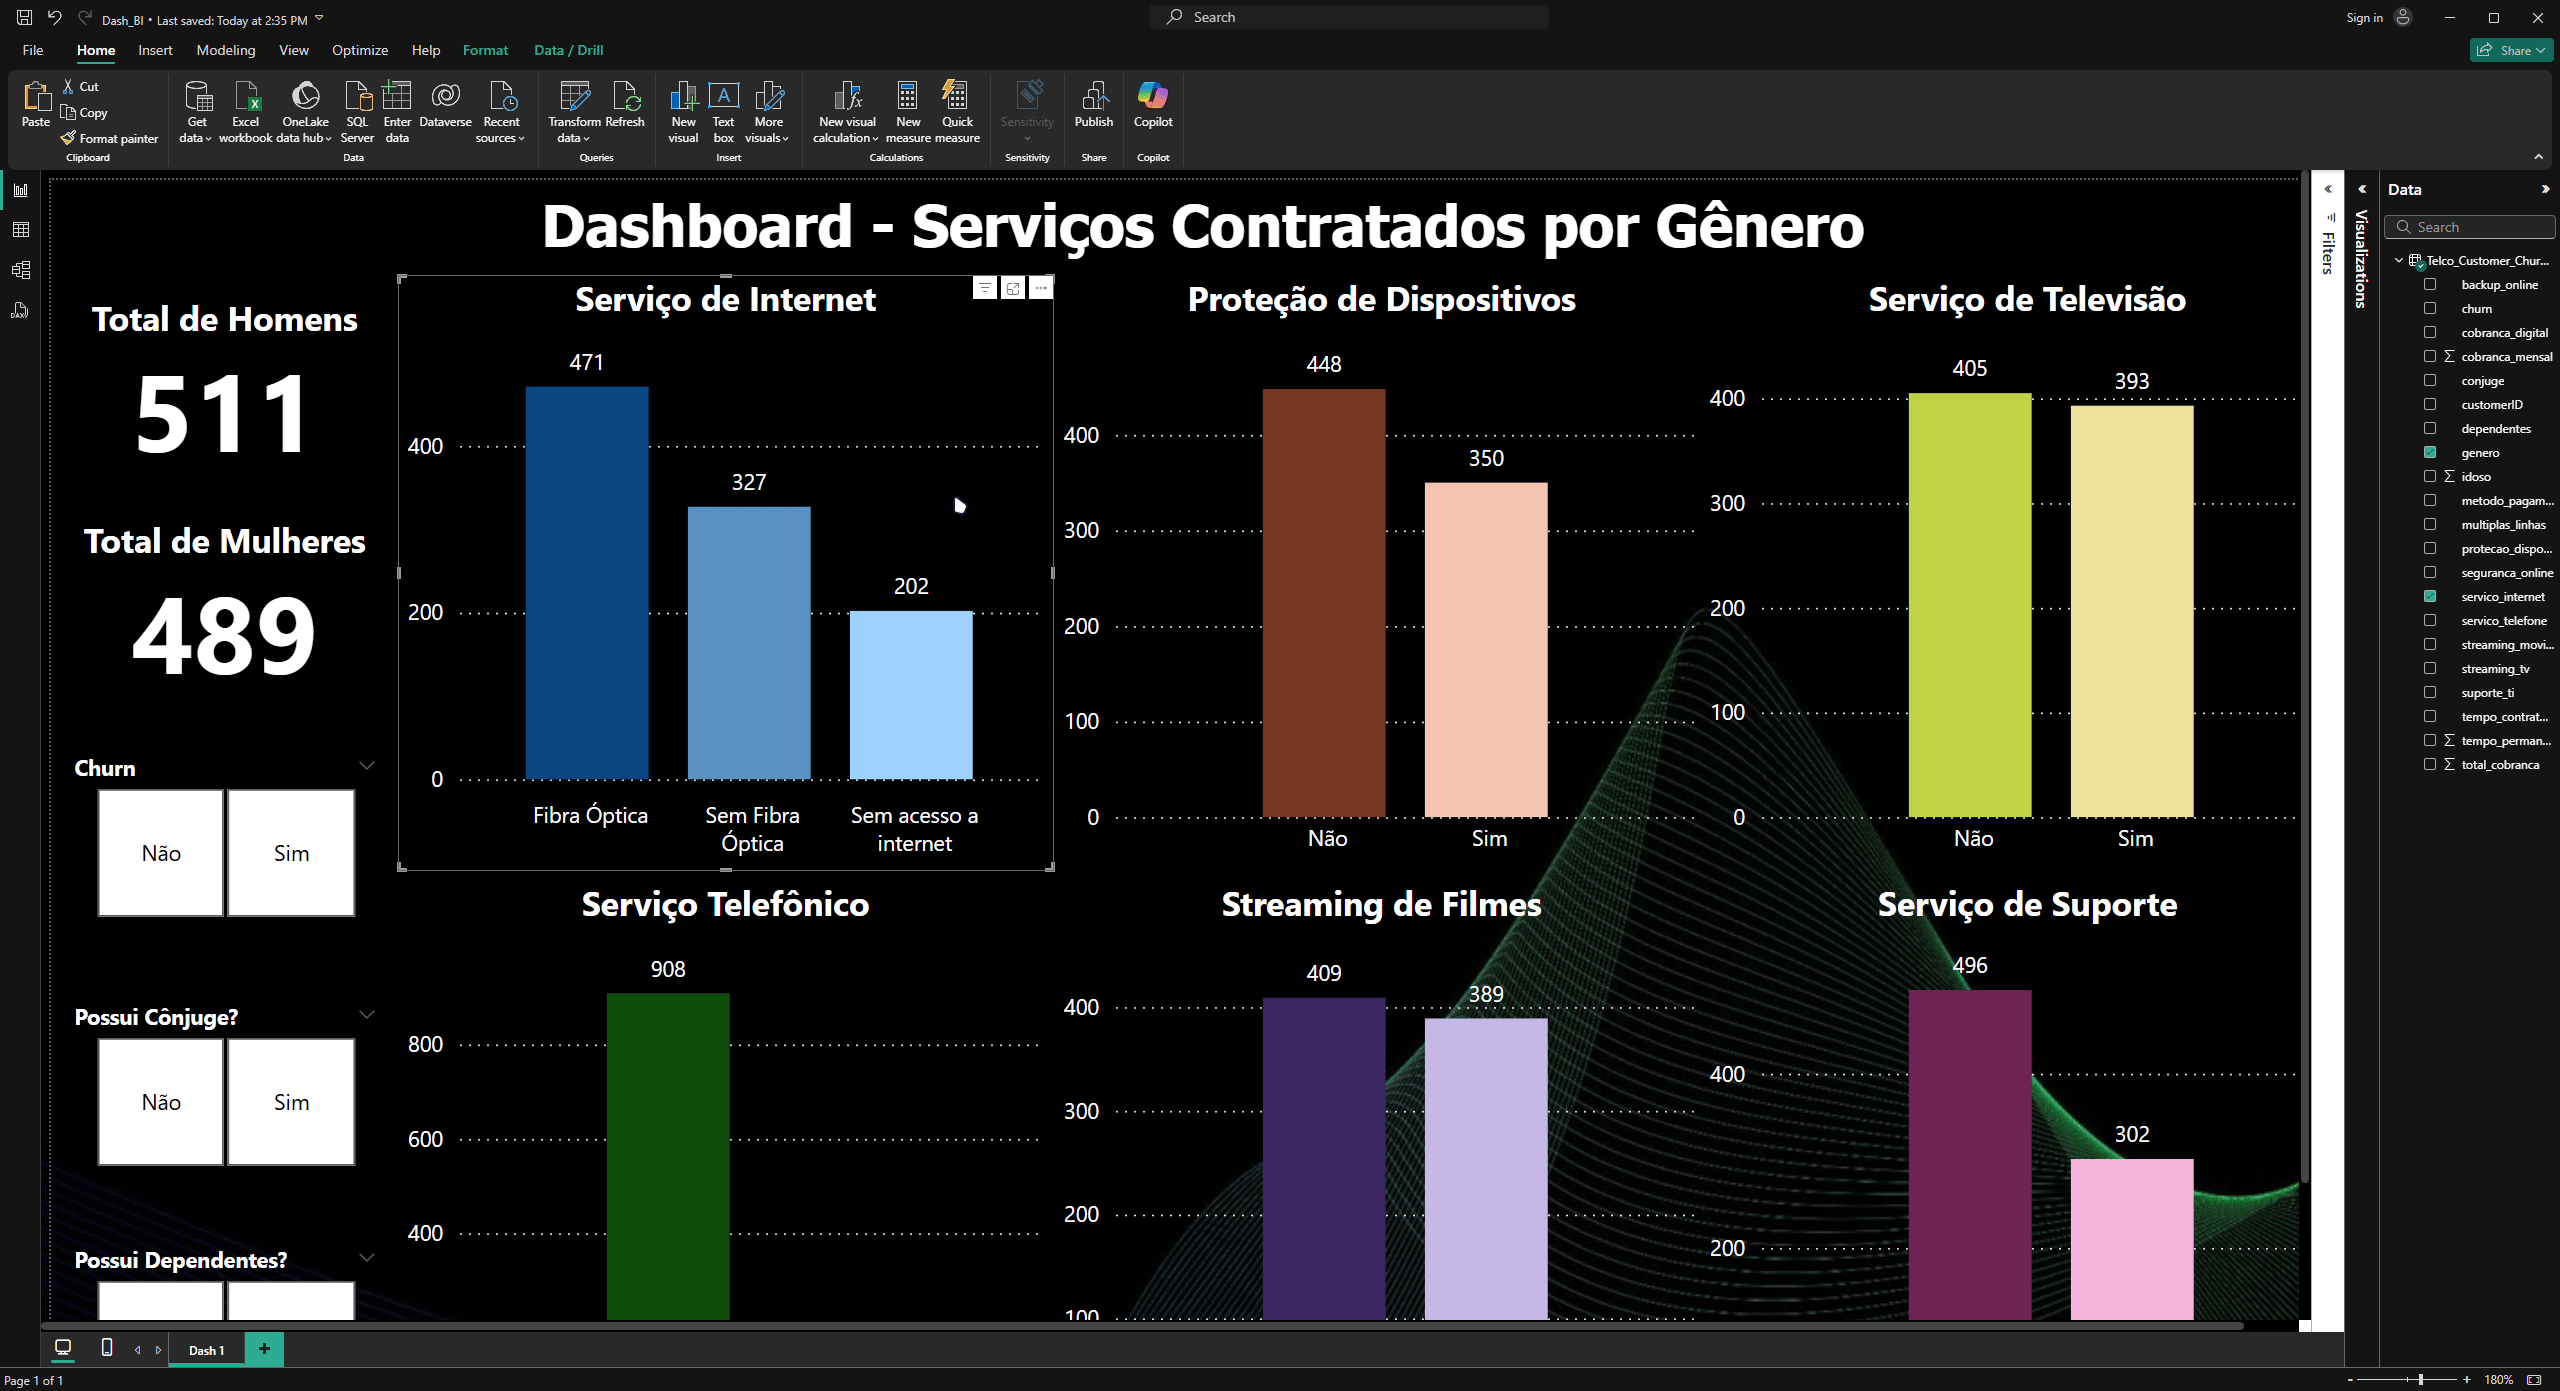 Dash_BI • Last saved: Today at 2:35 PM
Search
Sign in
File Home Insert Modeling View Optimize Help Format Data / Drill
Share
Paste
Cut
Copy
Format painter
Clipboard
Get data
Excel workbook
OneLake data hub
SQL Server
Enter data
Dataverse
Recent sources
Data
Transform data
Refresh
Queries
New visual
Text box
More visuals
Insert
New visual calculation
New measure
Quick measure
Calculations
Sensitivity
Sensitivity
Publish
Share
Copilot
Copilot
Dashboard - Serviços Contratados por Gênero
Total de Homens
511
Total de Mulheres
489
Churn
Não
Sim
Possui Cônjuge?
Não
Sim
Possui Dependentes?
Serviço de Internet
471
327
202
400
200
0
Fibra Óptica
Sem Fibra
Óptica
Sem acesso a
internet
Proteção de Dispositivos
448
350
400
300
200
100
0
Não
Sim
Serviço de Televisão
405
393
400
300
200
100
0
Não
Sim
Serviço Telefônico
908
800
600
400
Streaming de Filmes
409
389
400
300
200
100
Serviço de Suporte
496
302
400
200
Filters
Visualizations
Data
Search
Telco_Customer_Chur...
backup_online
churn
cobranca_digital
cobranca_mensal
conjuge
customerID
dependentes
genero
idoso
metodo_pagam...
multiplas_linhas
protecao_dispo...
seguranca_online
servico_internet
servico_telefone
streaming_movi...
streaming_tv
suporte_ti
tempo_contrat...
tempo_perman...
total_cobranca
Dash 1
Page 1 of 1
180%